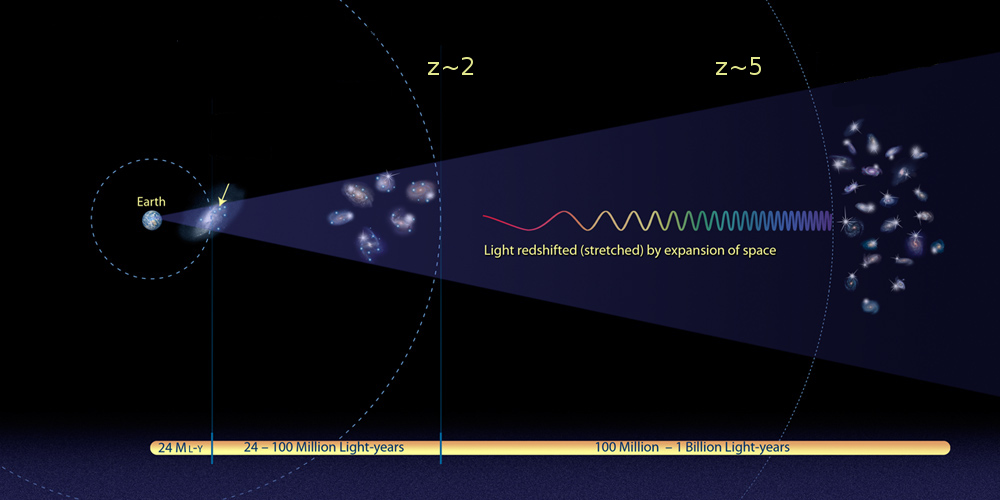 z~2
z~5
Earth
Light redshifted (stretched) by expansion of space
24 M L-Y
24 – 100 Million Light-years
100 Million – 1 Billion Light-years